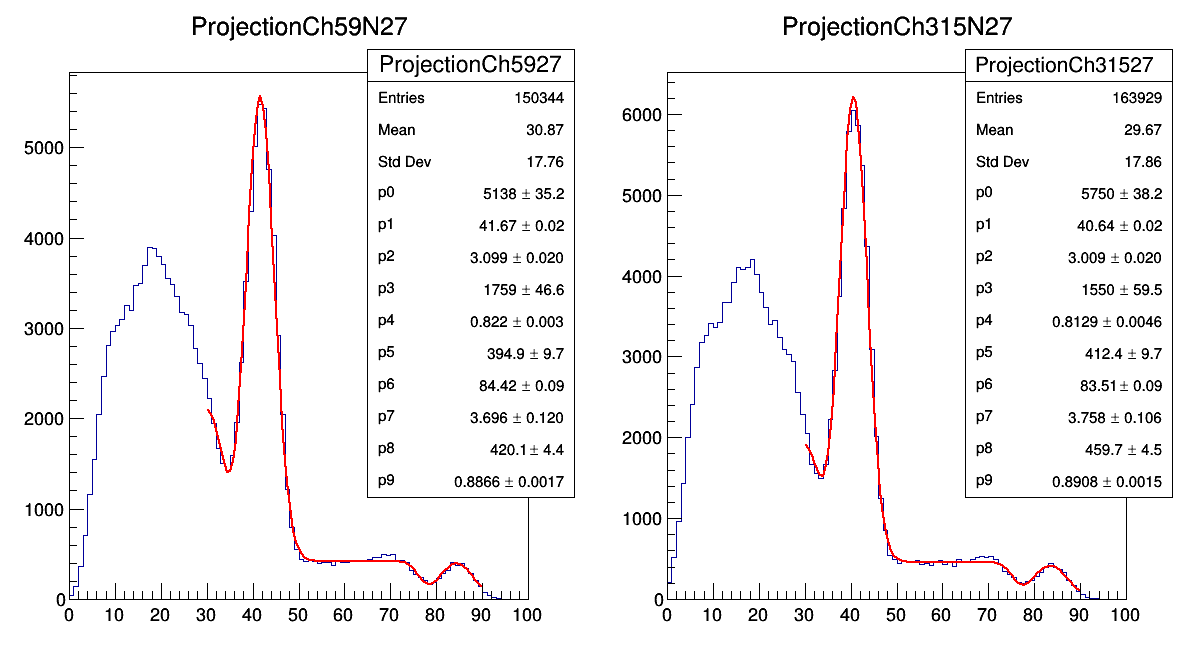 ProjectionCh59N27
ProjectionCh5927
Entries 150344
Mean 30.87
Std Dev 17.76
p0 5138 ± 35.2
p1 41.67 ± 0.02
p2 3.099 ± 0.020
p3 1759 ± 46.6
p4 0.822 ± 0.003
p5 394.9 ± 9.7
p6 84.42 ± 0.09
p7 3.696 ± 0.120
p8 420.1 ± 4.4
p9 0.8866 ± 0.0017
5000
4000
3000
2000
1000
0
0 10 20 30 40 50 60 70 80 90 100
ProjectionCh315N27
ProjectionCh31527
Entries 163929
Mean 29.67
Std Dev 17.86
p0 5750 ± 38.2
p1 40.64 ± 0.02
p2 3.009 ± 0.020
p3 1550 ± 59.5
p4 0.8129 ± 0.0046
p5 412.4 ± 9.7
p6 83.51 ± 0.09
p7 3.758 ± 0.106
p8 459.7 ± 4.5
p9 0.8908 ± 0.0015
6000
5000
4000
3000
2000
1000
0
0 10 20 30 40 50 60 70 80 90 100